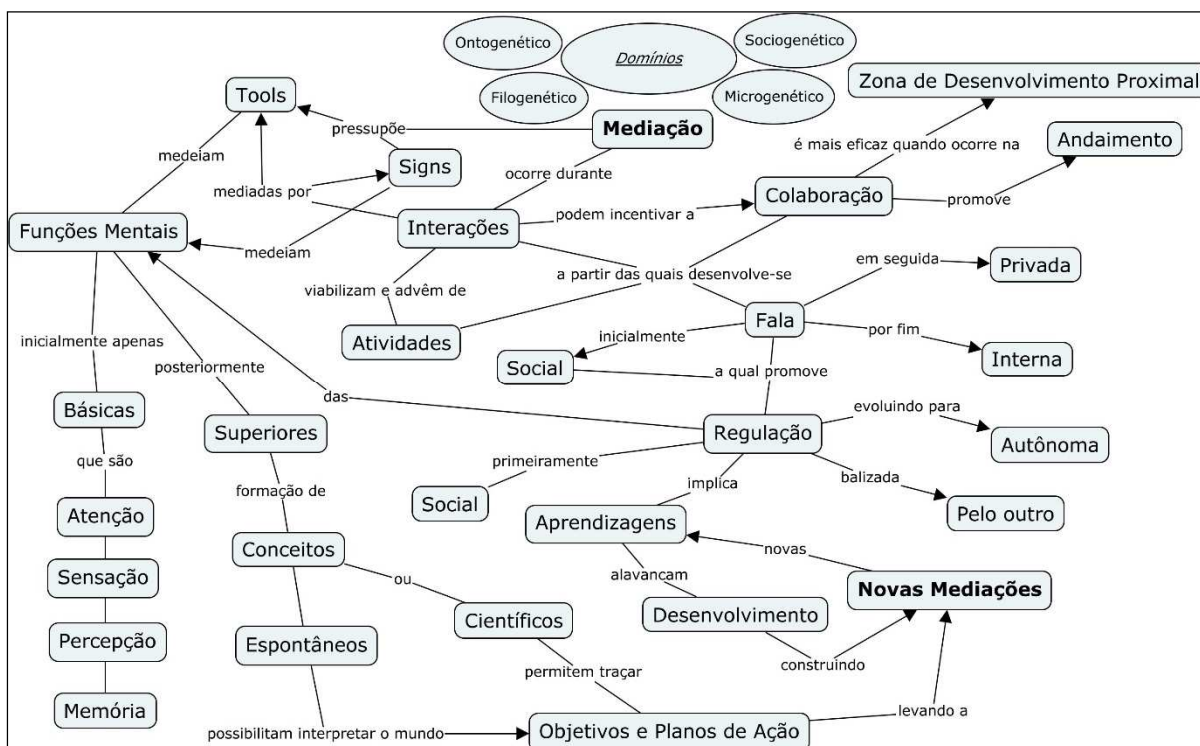 Ontogenético
Domínios
Sociogenético
Filogenético
Microgenético
Zona de Desenvolvimento Proximal
Tools
pressupõe
Mediação
é mais eficaz quando ocorre na
Andaimento
medeiam
Signs
ocorre durante
Colaboração
promove
mediadas por
Interações
podem incentivar a
Funções Mentais
medeiam
a partir das quais desenvolve-se
em seguida
Privada
viabilizam e advêm de
Fala
inicialmente apenas
Atividades
inicialmente
por fim
Interna
posteriormente
Social
a qual promove
das
Básicas
Superiores
Regulação
evoluindo para
Autônoma
que são
primeiramente
implica
balizada
formação de
Social
Pelo outro
Atenção
Aprendizagens
Conceitos
novas
ou
alavancam
Sensação
Novas Mediações
Científicos
Desenvolvimento
Percepção
Espontâneos
construindo
permitem traçar
Memória
possibilitam interpretar o mundo
Objetivos e Planos de Ação
levando a